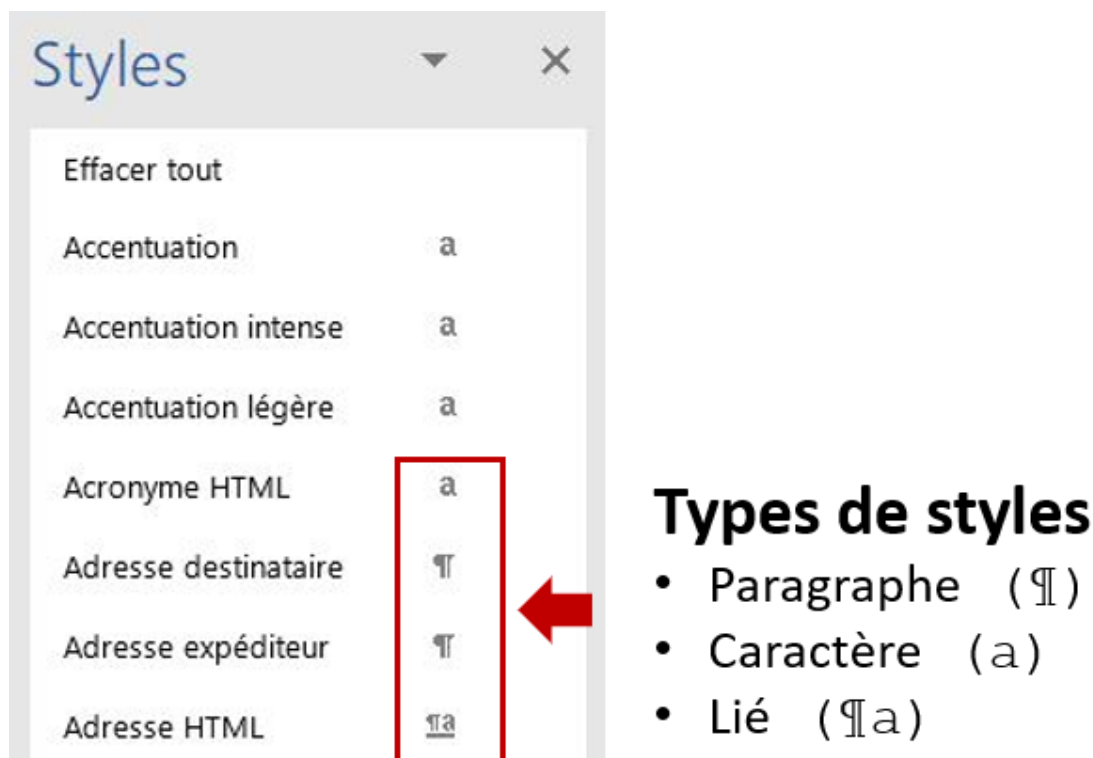 Styles
Effacer tout
Accentuation a
Accentuation intense a
Accentuation légère a
Acronyme HTML a
Adresse destinataire ¶
Adresse expéditeur ¶
Adresse HTML ¶a
Types de styles
• Paragraphe (¶)
• Caractère (a)
• Lié (¶a)